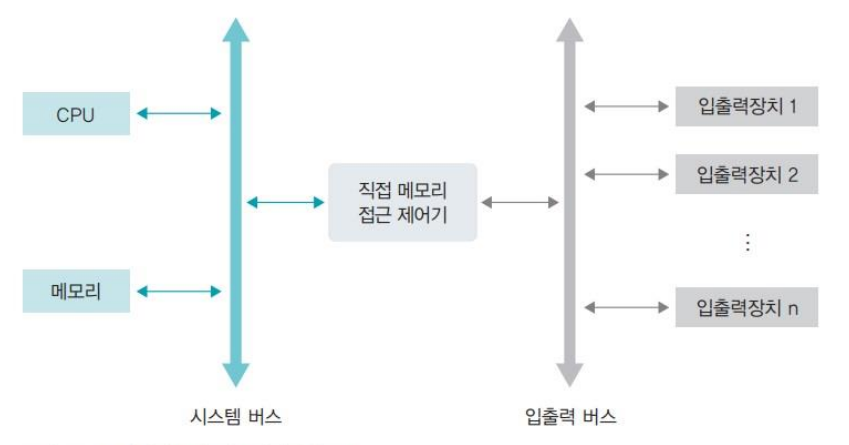 CPU
메모리
직접 메모리
접근 제어기
입출력장치 1
입출력장치 2
⋮
입출력장치 n
시스템 버스
입출력 버스